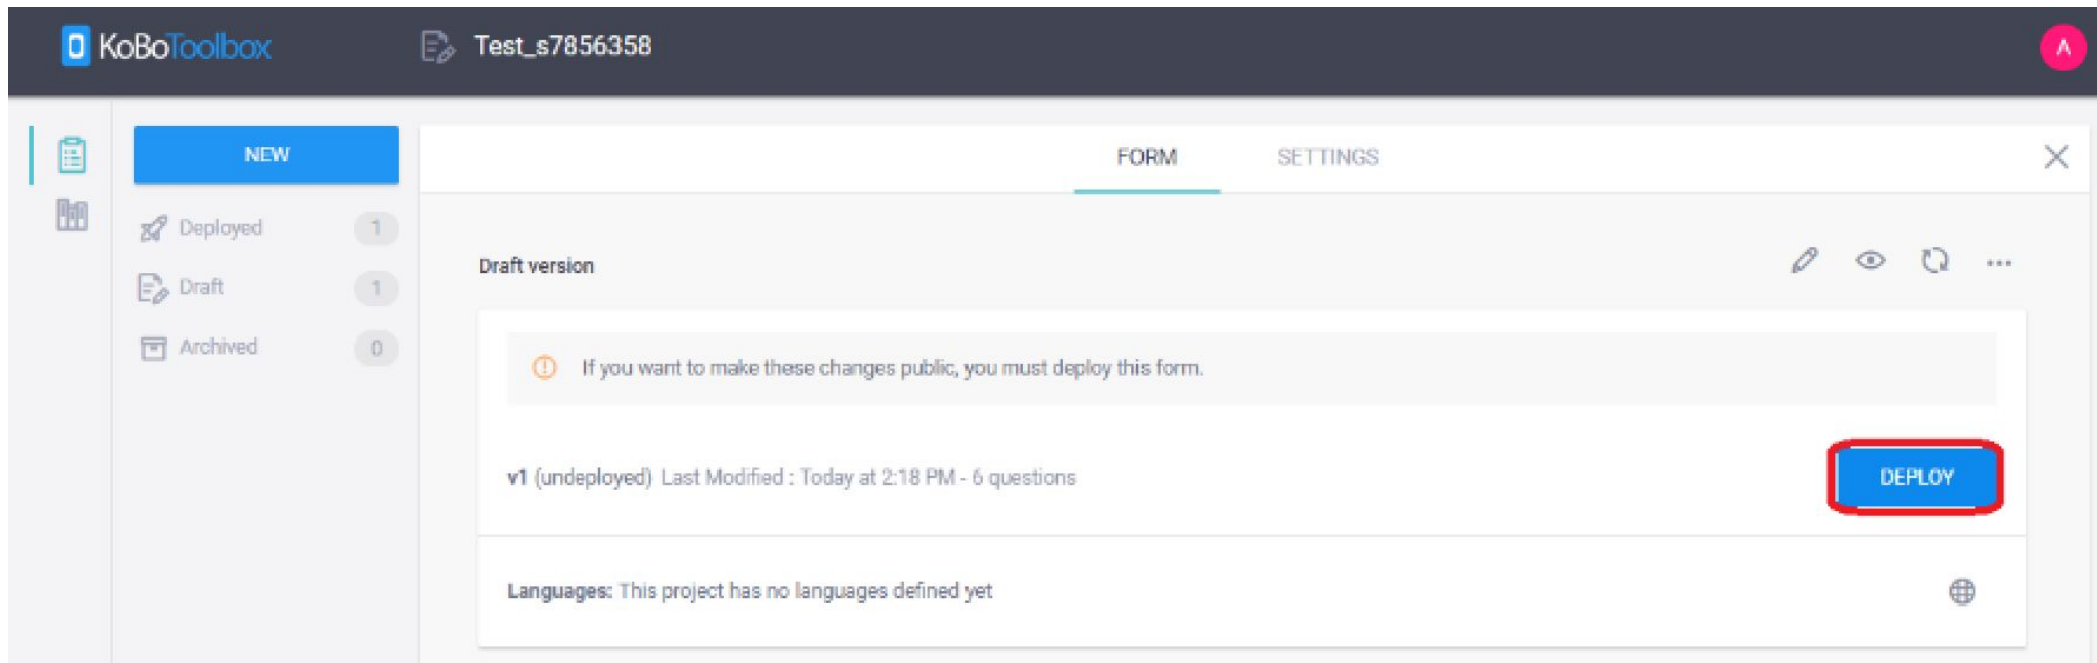 KoBoToolbox
Test_s7856358
A
NEW
FORM
SETTINGS
Deployed 1
Draft 1
Archived 0
Draft version
If you want to make these changes public, you must deploy this form.
v1 (undeployed) Last Modified : Today at 2:18 PM - 6 questions
DEPLOY
Languages: This project has no languages defined yet